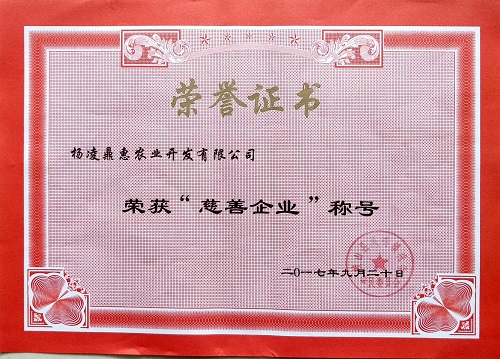 荣誉证书
杨凌鼎惠农业开发有限公司
荣获“慈善企业”称号
二0一七年九月二十日